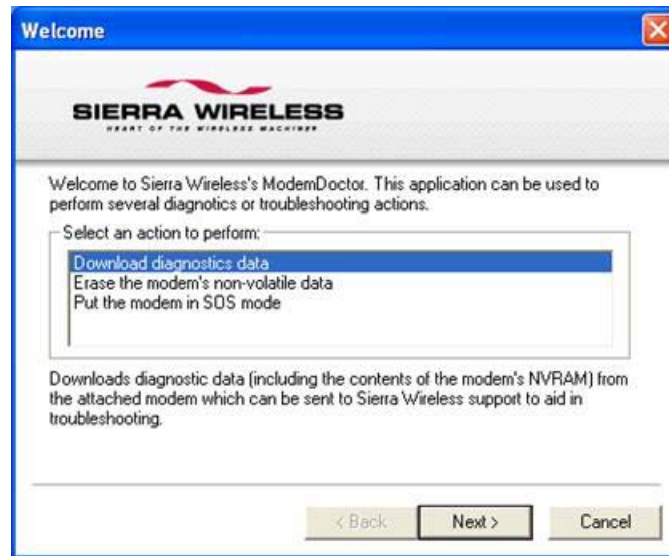 Welcome
SIERRA WIRELESS
HEART OF THE WIRELESS MACHINE®
Welcome to Sierra Wireless's ModemDoctor. This application can be used to
perform several diagnotics or troubleshooting actions.
Select an action to perform:
Download diagnostics data
Erase the modem's non-volatile data
Put the modem in SOS mode
Downloads diagnostic data (including the contents of the modem's NVRAM) from
the attached modem which can be sent to Sierra Wireless support to aid in
troubleshooting.
< Back
Next >
Cancel